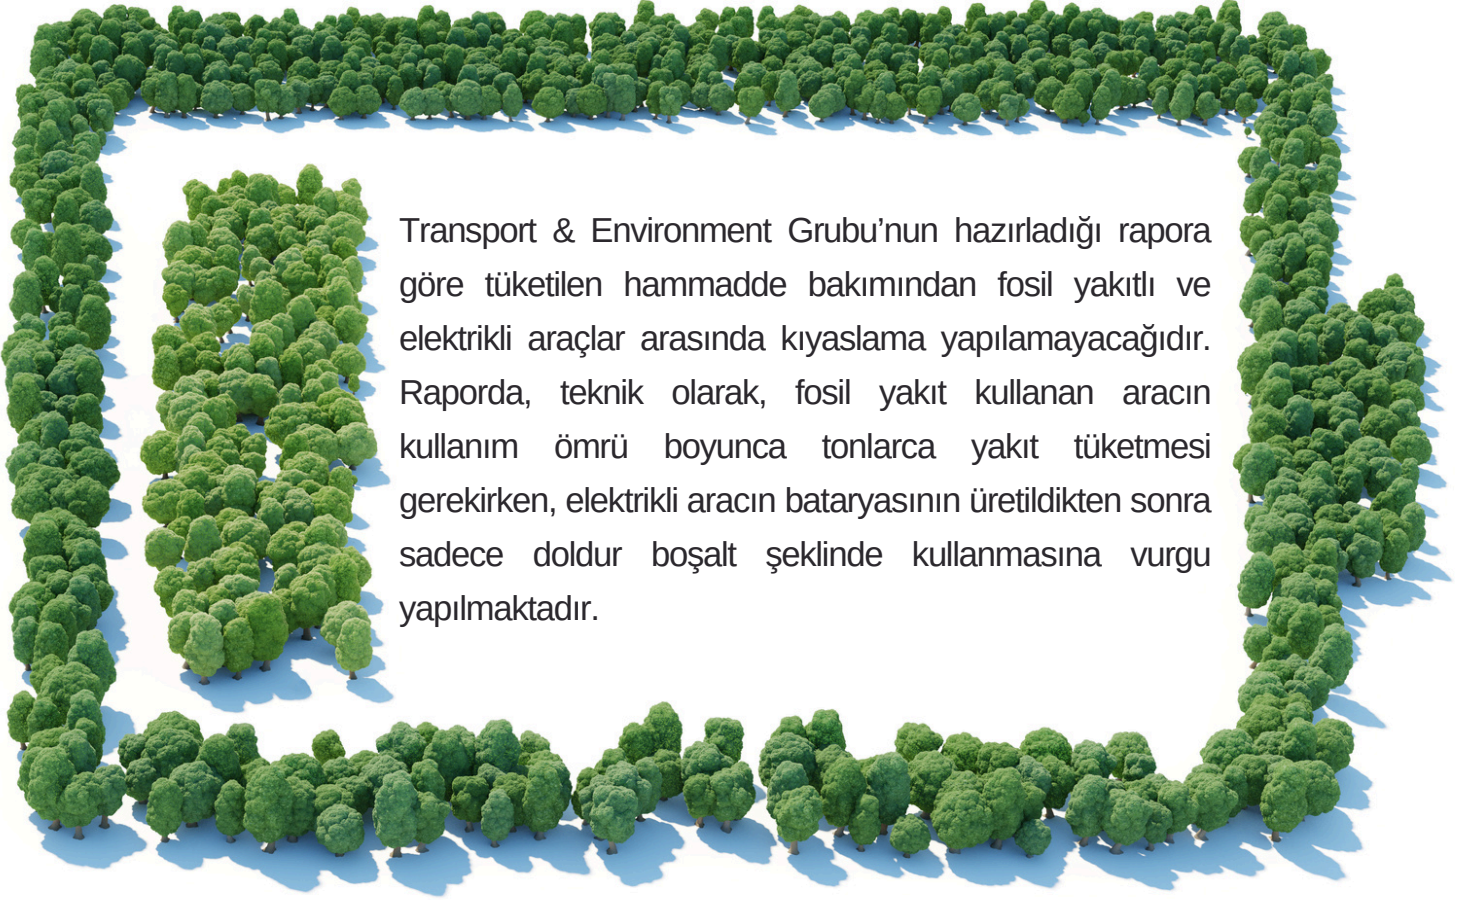 Transport & Environment Grubu’nun hazırladığı rapora
göre tüketilen hammadde bakımından fosil yakıtlı ve
elektrikli araçlar arasında kıyaslama yapılamayacağıdır.
Raporda, teknik olarak, fosil yakıt kullanan aracın
kullanım ömrü boyunca tonlarca yakıt tüketmesi
gerekirken, elektrikli aracın bataryasının üretildikten sonra
sadece doldur boşalt şeklinde kullanmasına vurgu
yapılmaktadır.